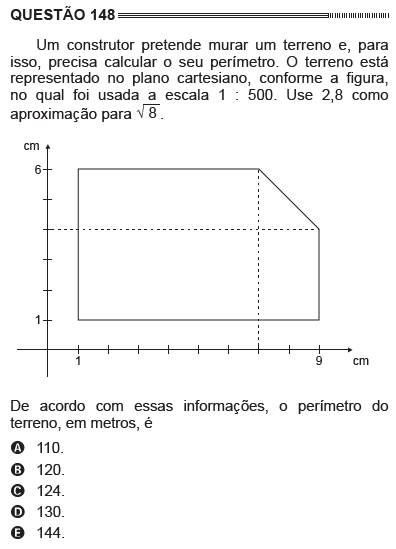 QUESTÃO 148
Um construtor pretende murar um terreno e, para
isso, precisa calcular o seu perímetro. O terreno está
representado no plano cartesiano, conforme a figura,
no qual foi usada a escala 1 : 500. Use 2,8 como
aproximação para √8.
cm
6
1
1
9
cm
De acordo com essas informações, o perímetro do
terreno, em metros, é
A 110.
B 120.
C 124.
D 130.
E 144.